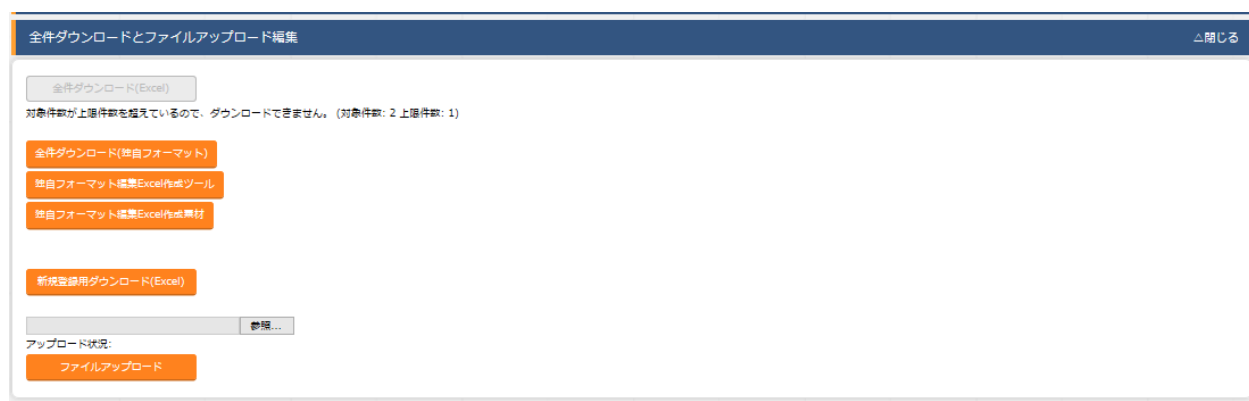 全件ダウンロードとファイルアップロード編集 △閉じる
全件ダウンロード(Excel)
対象件数が上限件数を超えているので、ダウンロードできません。 (対象件数: 2 上限件数: 1)
全件ダウンロード(独自フォーマット)
独自フォーマット編集Excel作成ツール
独自フォーマット編集Excel作成素材
新規登録用ダウンロード(Excel)
参照...
アップロード状況:
ファイルアップロード